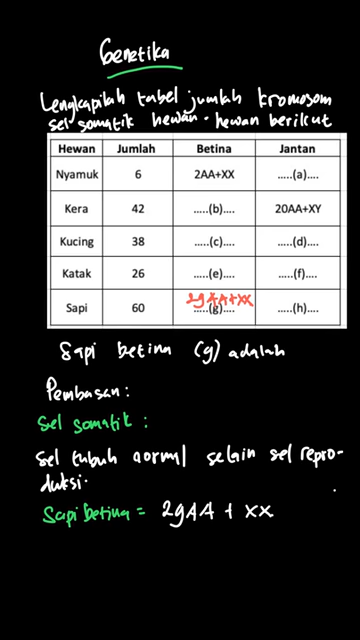 Genetika
Lengkapilah tabel jumlah kromosom
sel somatik hewan-hewan berikut
Hewan Jumlah Betina Jantan
Nyamuk 6 2AA+XX .....(a)....
Kera 42 .....(b).... 20AA+XY
Kucing 38 .....(c).... .....(d)....
Katak 26 .....(e).... .....(f)....
29AA+XX
Sapi 60 .....(g).... .....(h)....
Sapi betina (g) adalah
Pembasan:
Sel somatik:
Sel tubuh normal selain sel repro-
duksi.
Sapi betina = 29AA + XX